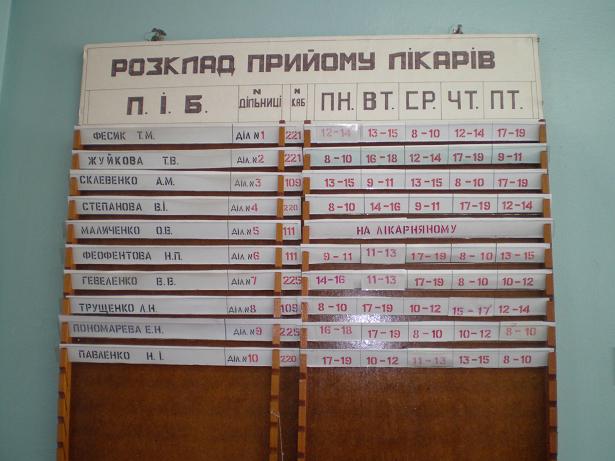 РОЗКЛАД ПРИЙОМУ ЛІКАРІВ
П. І. Б. № ДІЛЬНИЦІ № КАБ ПН. ВТ. СР. ЧТ. ПТ.
ФЕСИК Т.М. ДІЛ №1 221 12-14 13-15 8-10 12-14 17-19
ЖУЙКОВА Т.В. ДІЛ №2 221 8-10 16-18 12-14 17-19 9-11
СКЛЕВЕНКО А.М. ДІЛ №3 109 13-15 9-11 13-15 8-10 17-19
СТЕПАНОВА В.І. ДІЛ №4 220 8-10 14-16 9-11 17-19 12-14
МАЛИЧЕНКО О.В. ДІЛ №5 111 НА ЛІКАРНЯНОМУ
ФЕОФЕНТОВА Н.П. ДІЛ №6 111 9-11 11-13 17-19 8-10 13-15
ГЕВЕЛЕНКО В.В. ДІЛ №7 225 14-16 11-13 17-19 8-10 10-12
ТРУЩЕНКО Л.Н. ДІЛ №8 109 8-10 17-19 10-12 15-17 12-14
ПОНОМАРЕВА Е.Н. ДІЛ №9 225 16-18 17-19 8-10 10-12 8-10
ПАВЛЕНКО Н.І. ДІЛ №10 220 17-19 10-12 11-13 13-15 8-10